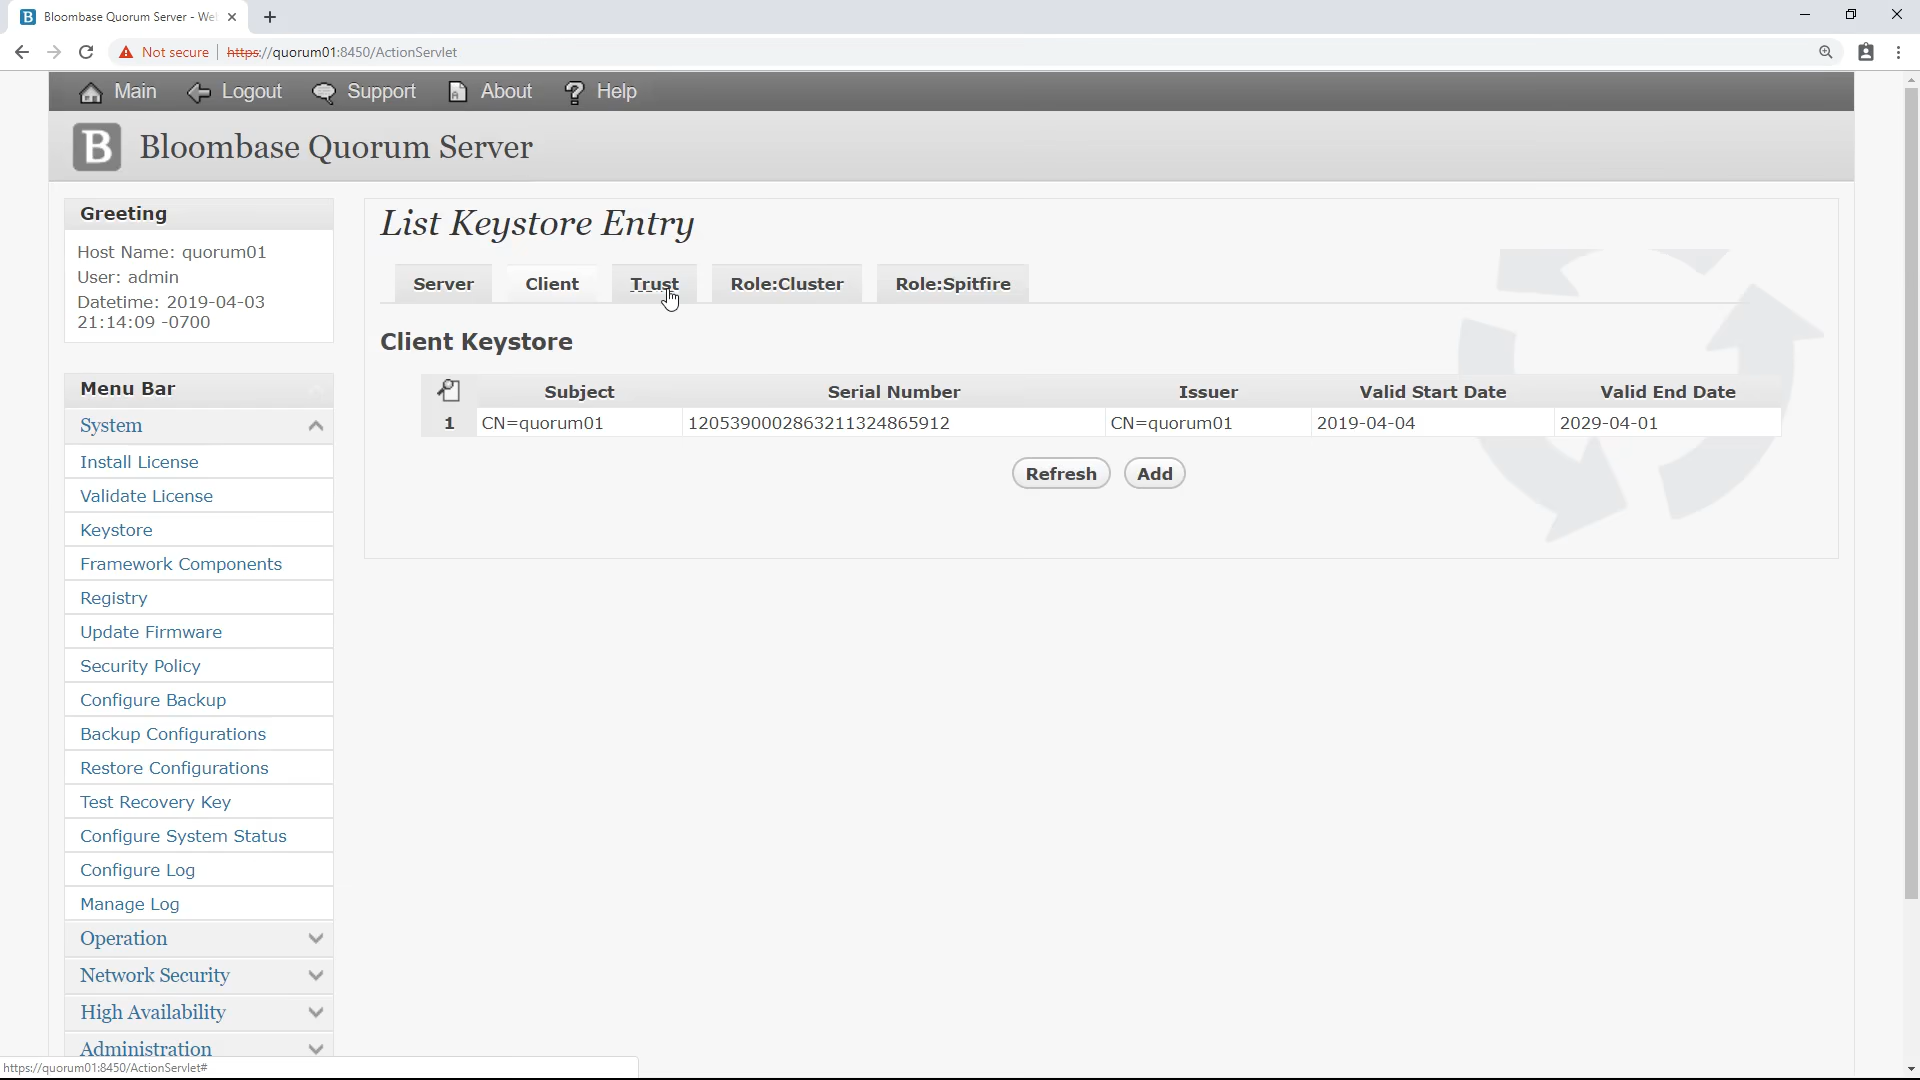 Bloombase Quorum Server - We
Not secure | https://quorum01:8450/ActionServlet
Main Logout Support About Help
B Bloombase Quorum Server
Greeting
Host Name: quorum01
User: admin
Datetime: 2019-04-03
21:14:09 -0700
Menu Bar
System
Install License
Validate License
Keystore
Framework Components
Registry
Update Firmware
Security Policy
Configure Backup
Backup Configurations
Restore Configurations
Test Recovery Key
Configure System Status
Configure Log
Manage Log
Operation
Network Security
High Availability
Administration
List Keystore Entry
Server Client Trust Role:Cluster Role:Spitfire
Client Keystore
Subject Serial Number Issuer Valid Start Date Valid End Date
1 CN=quorum01 1205390002863211324865912 CN=quorum01 2019-04-04 2029-04-01
Refresh Add
https://quorum01:8450/ActionServlet#